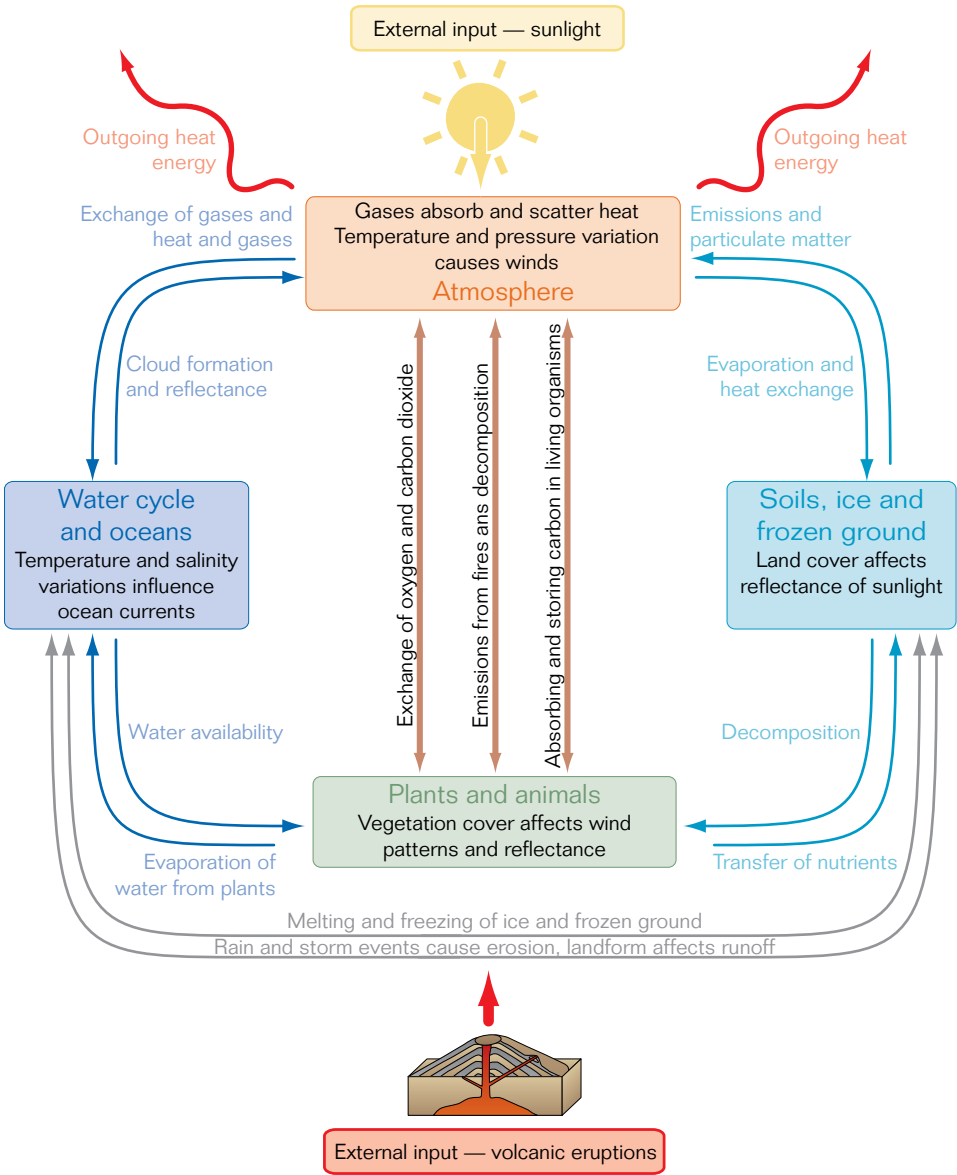 External input — sunlight
Outgoing heat
energy
Outgoing heat
energy
Exchange of gases and
heat and gases
Gases absorb and scatter heat
Temperature and pressure variation
causes winds
Atmosphere
Emissions and
particulate matter
Cloud formation
and reflectance
Evaporation and
heat exchange
Exchange of oxygen and carbon dioxide
Emissions from fires ans decomposition
Absorbing and storing carbon in living organisms
Water cycle
and oceans
Temperature and salinity
variations influence
ocean currents
Soils, ice and
frozen ground
Land cover affects
reflectance of sunlight
Water availability
Decomposition
Plants and animals
Vegetation cover affects wind
patterns and reflectance
Evaporation of
water from plants
Transfer of nutrients
Melting and freezing of ice and frozen ground
Rain and storm events cause erosion, landform affects runoff
External input — volcanic eruptions